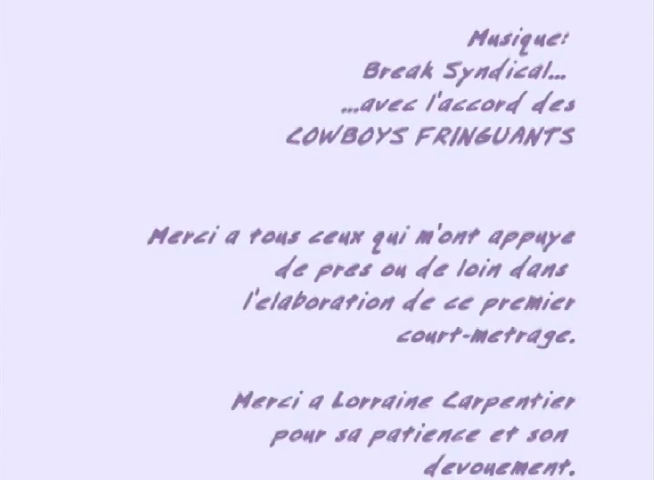 Musique:
Break Syndical...
...avec l'accord des
COWBOYS FRINGUANTS
Merci a tous ceux qui m'ont appuye
de pres ou de loin dans
l'elaboration de ce premier
court-metrage.
Merci a Lorraine Carpentier
pour sa patience et son
devouement.